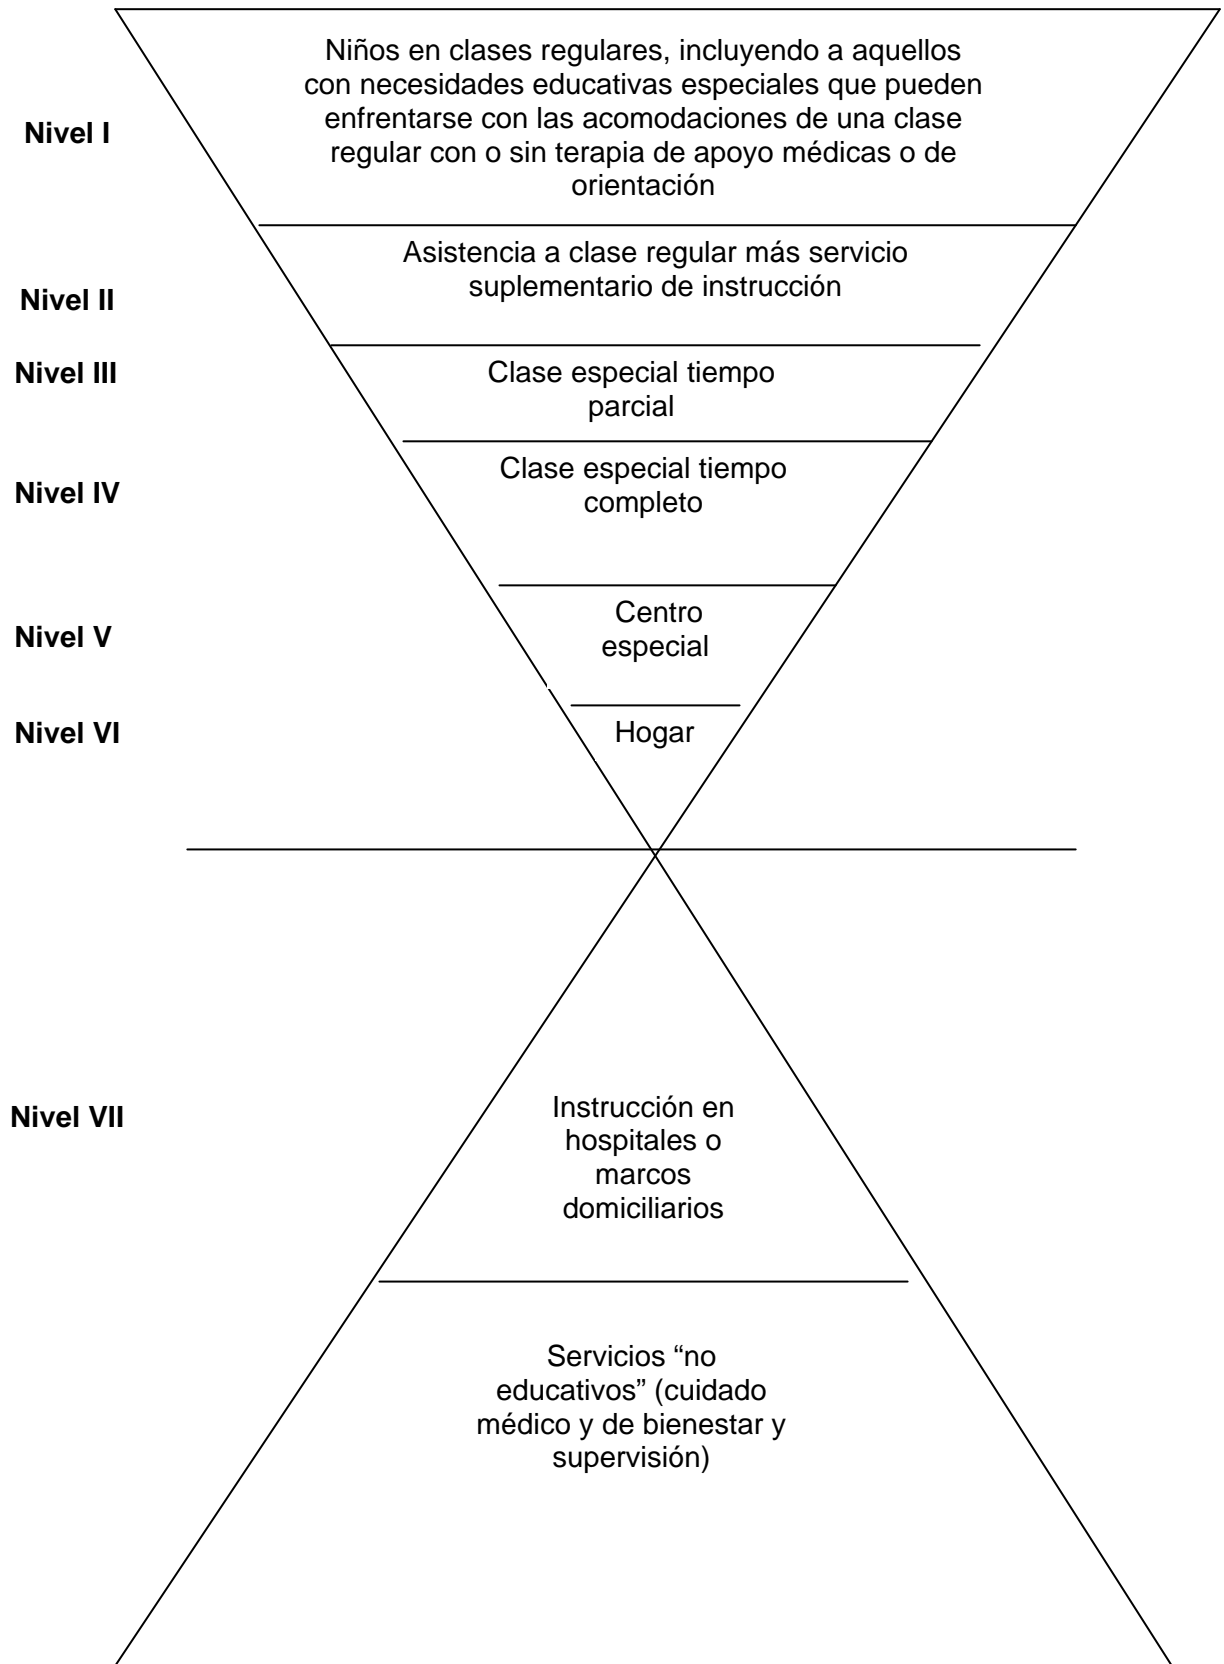 Niños en clases regulares, incluyendo a aquellos
con necesidades educativas especiales que pueden
enfrentarse con las acomodaciones de una clase
regular con o sin terapia de apoyo médicas o de
orientación
Nivel I
Asistencia a clase regular más servicio
suplementario de instrucción
Nivel II
Nivel III
Clase especial tiempo
parcial
Nivel IV
Clase especial tiempo
completo
Nivel V
Centro
especial
Nivel VI
Hogar
Nivel VII
Instrucción en
hospitales o
marcos
domiciliarios
Servicios “no
educativos” (cuidado
médico y de bienestar y
supervisión)